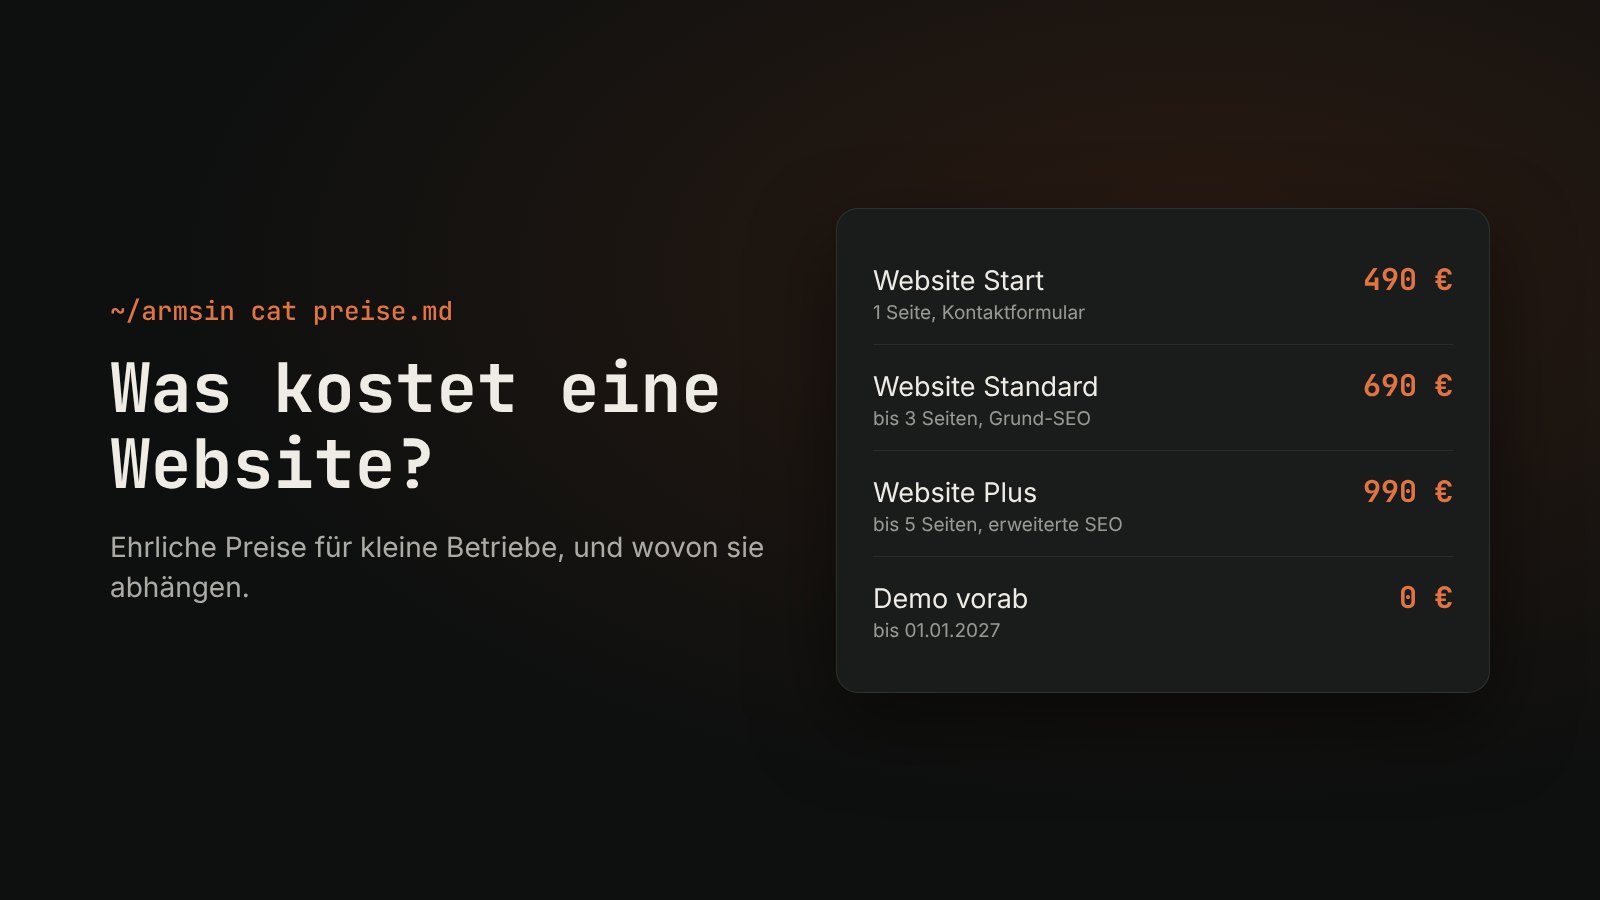 ~/armsin cat preise.md
Was kostet eine
Website?
Ehrliche Preise für kleine Betriebe, und wovon sie
abhängen.
Website Start 490 €
1 Seite, Kontaktformular
Website Standard 690 €
bis 3 Seiten, Grund-SEO
Website Plus 990 €
bis 5 Seiten, erweiterte SEO
Demo vorab 0 €
bis 01.01.2027